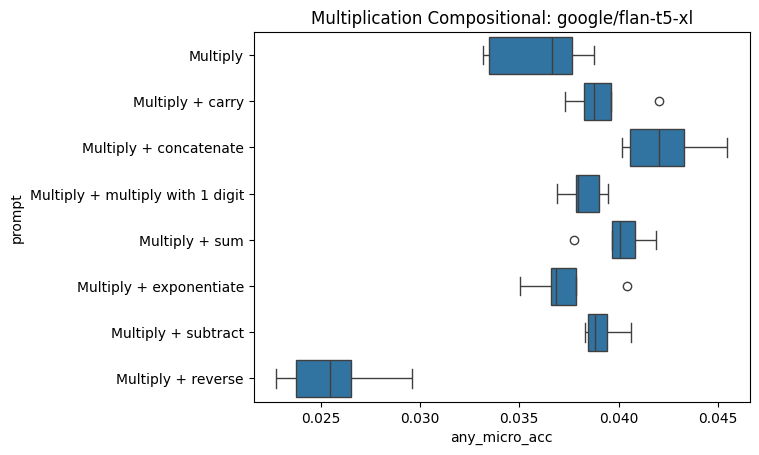 Multiplication Compositional: google/flan-t5-xl
Multiply
Multiply + carry
Multiply + concatenate
Multiply + multiply with 1 digit
Multiply + sum
Multiply + exponentiate
Multiply + subtract
Multiply + reverse
prompt
0.025 0.030 0.035 0.040 0.045
any_micro_acc